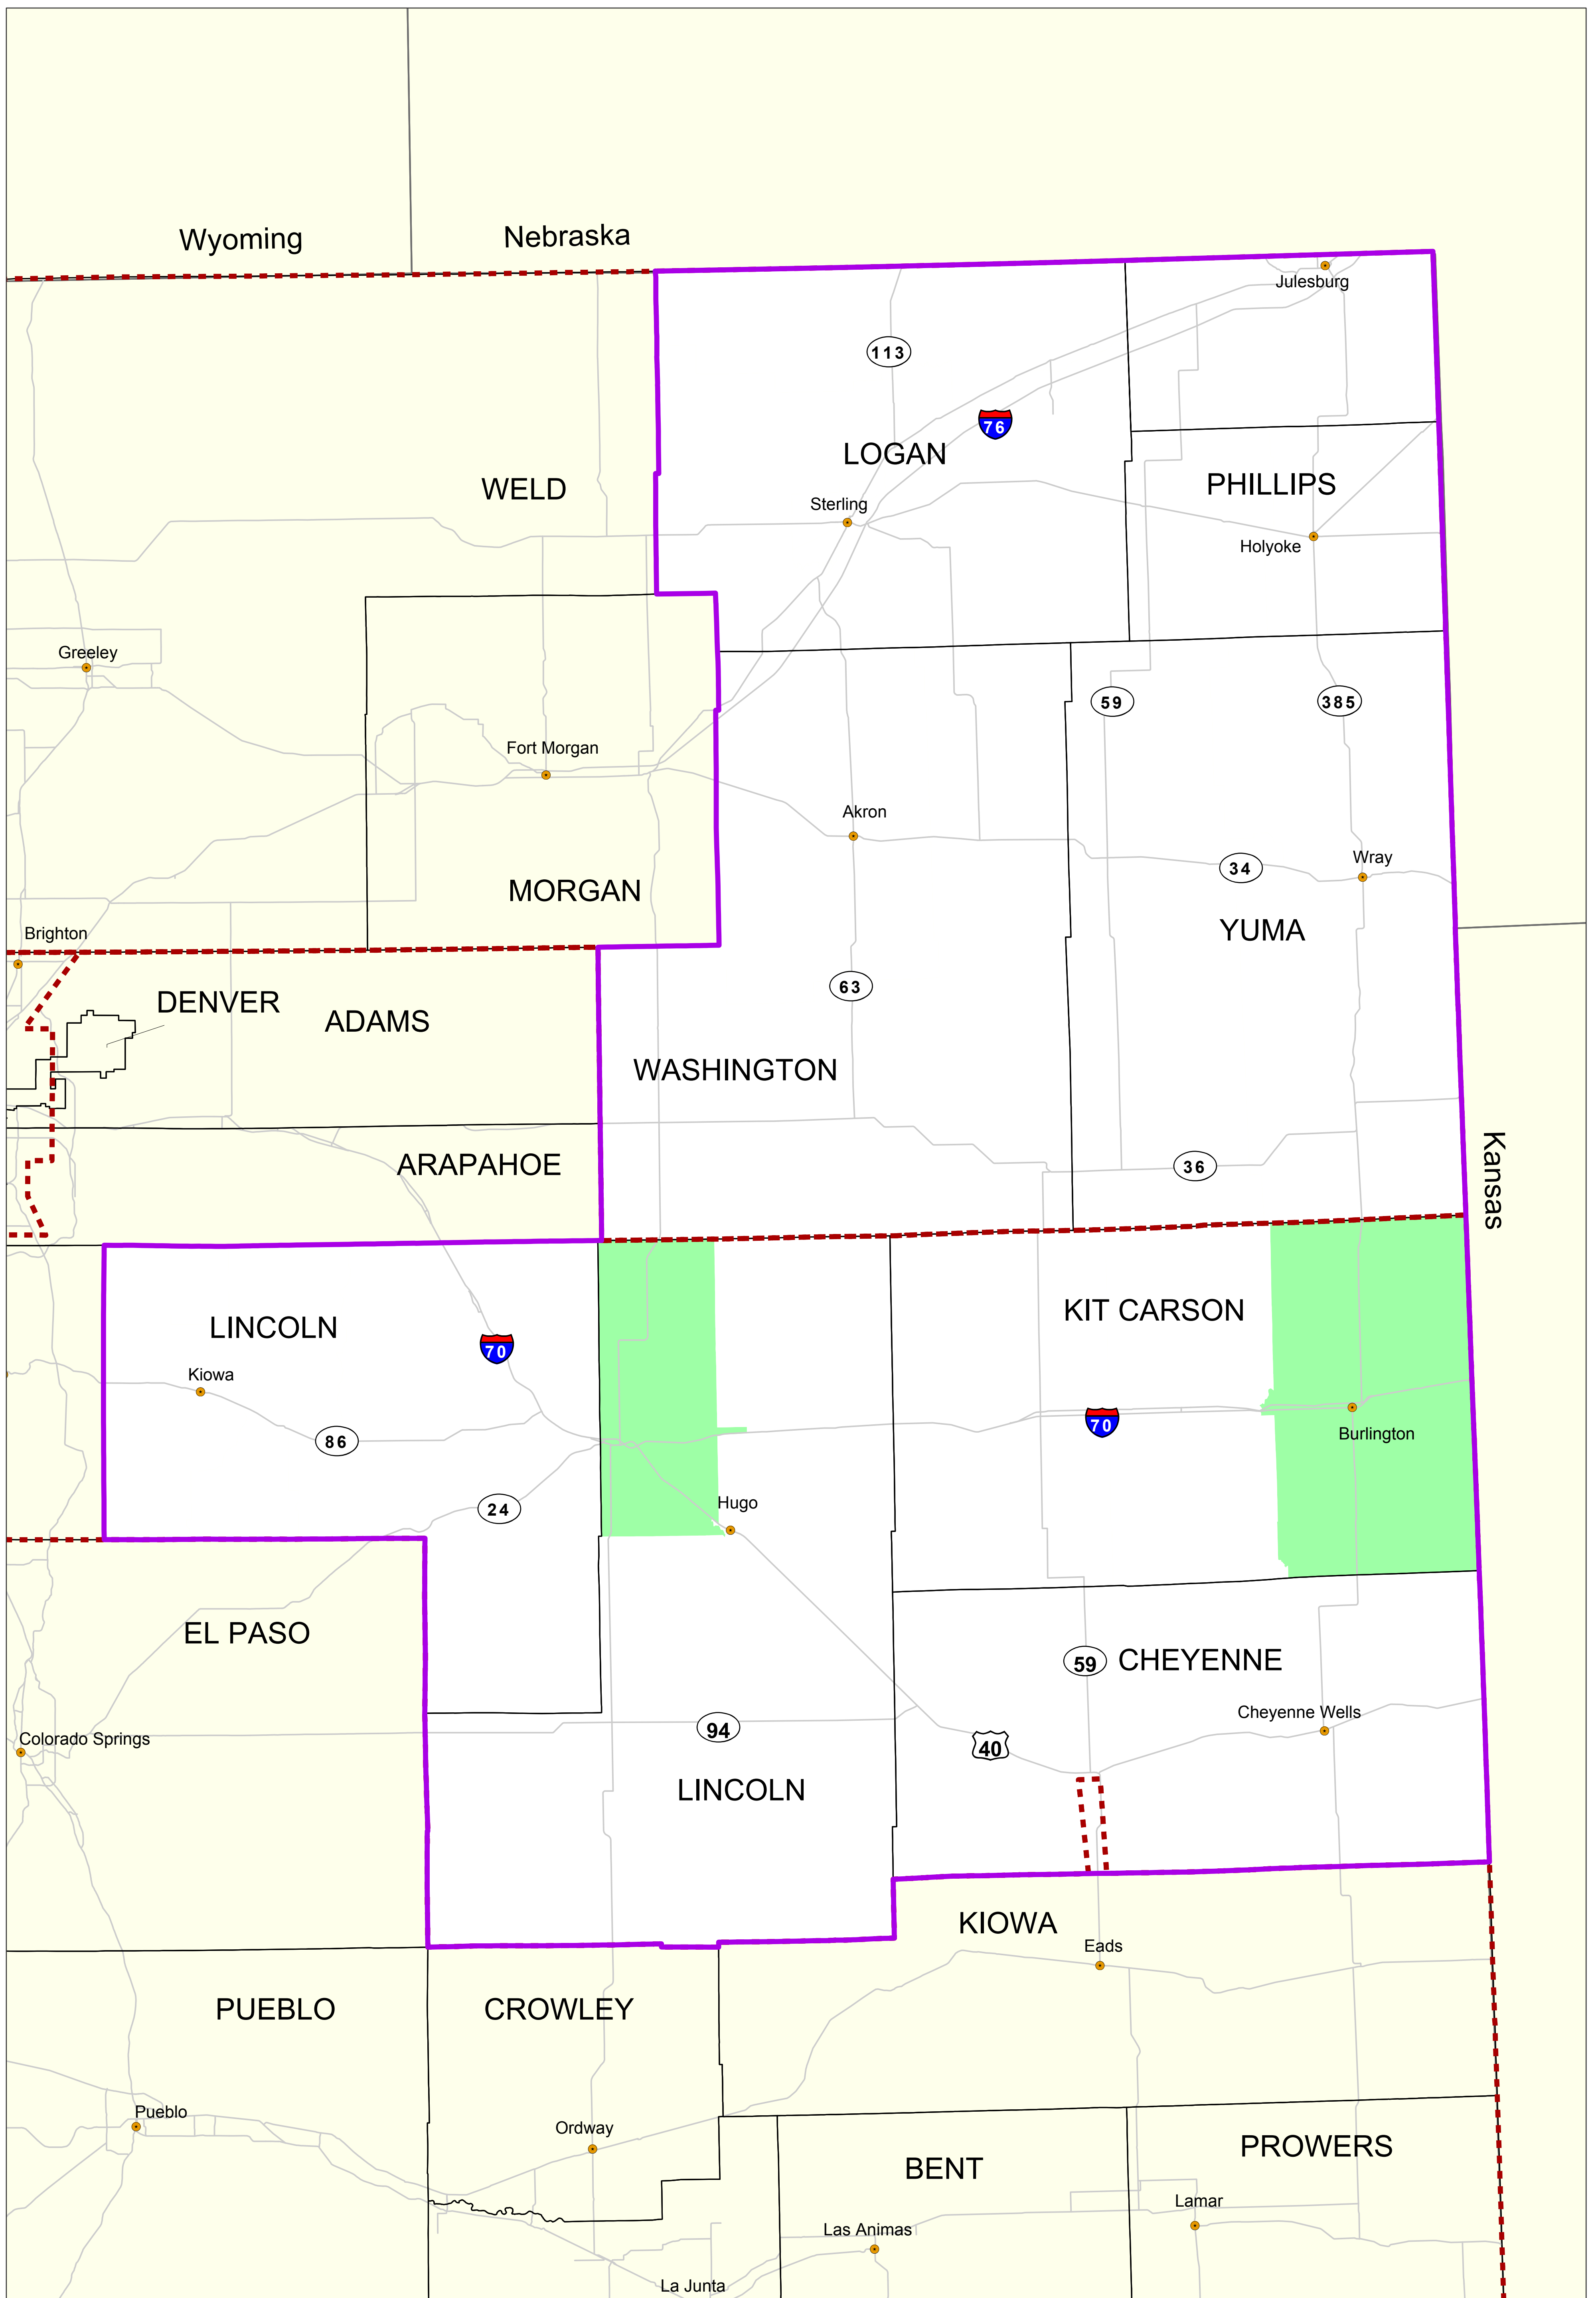 Wyoming
Nebraska
Julesburg
113
76
LOGAN
WELD
PHILLIPS
Sterling
Holyoke
Greeley
59
385
Fort Morgan
Akron
Wray
34
MORGAN
YUMA
Brighton
63
DENVER
ADAMS
WASHINGTON
Kansas
ARAPAHOE
36
KIT CARSON
LINCOLN
70
Kiowa
70
Burlington
86
24
Hugo
EL PASO
59
CHEYENNE
Cheyenne Wells
94
Colorado Springs
40
LINCOLN
KIOWA
Eads
PUEBLO
CROWLEY
Pueblo
Ordway
PROWERS
BENT
Lamar
Las Animas
La Junta